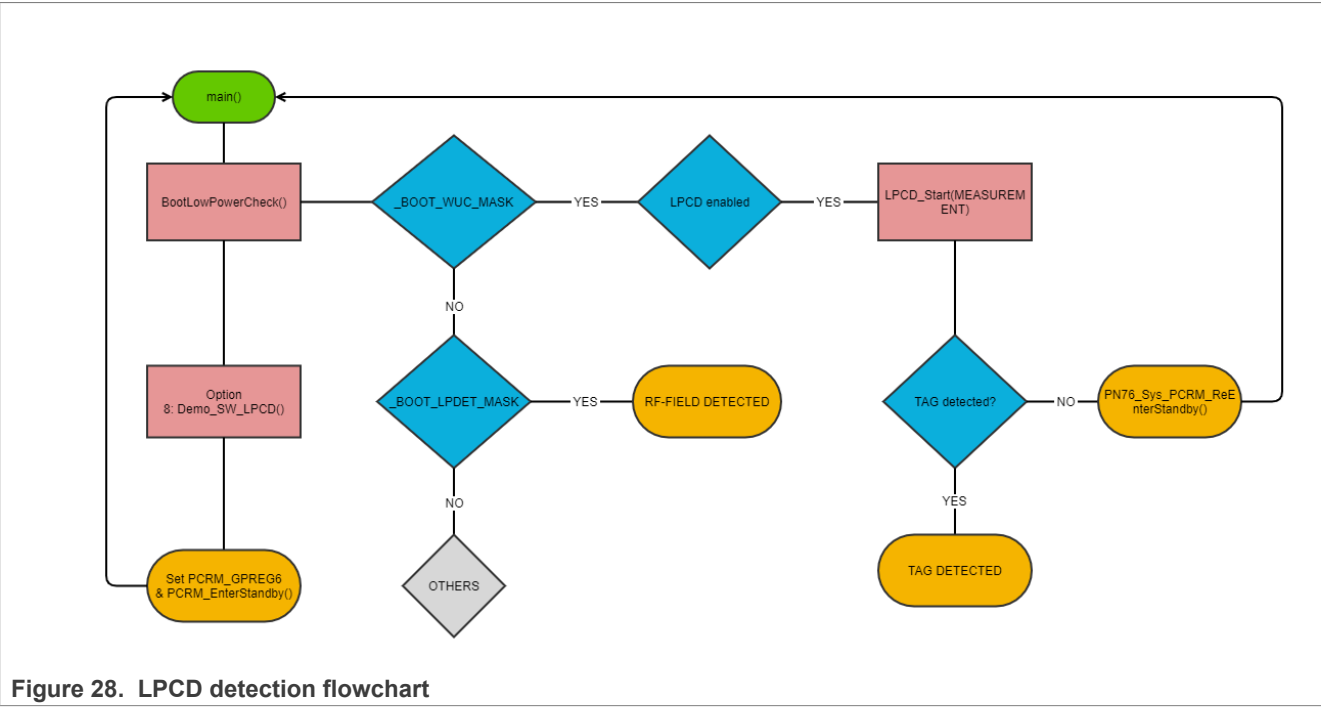 main()
BootLowPowerCheck()
_BOOT_WUC_MASK
YES
LPCD enabled
YES
LPCD_Start(MEASUREM
ENT)
NO
Option
8: Demo_SW_LPCD()
_BOOT_LPDET_MASK
YES
RF-FIELD DETECTED
TAG detected?
NO
PN76_Sys_PCRM_ReE
nterStandby()
NO
YES
Set PCRM_GPREG6
& PCRM_EnterStandby()
OTHERS
TAG DETECTED
Figure 28. LPCD detection flowchart